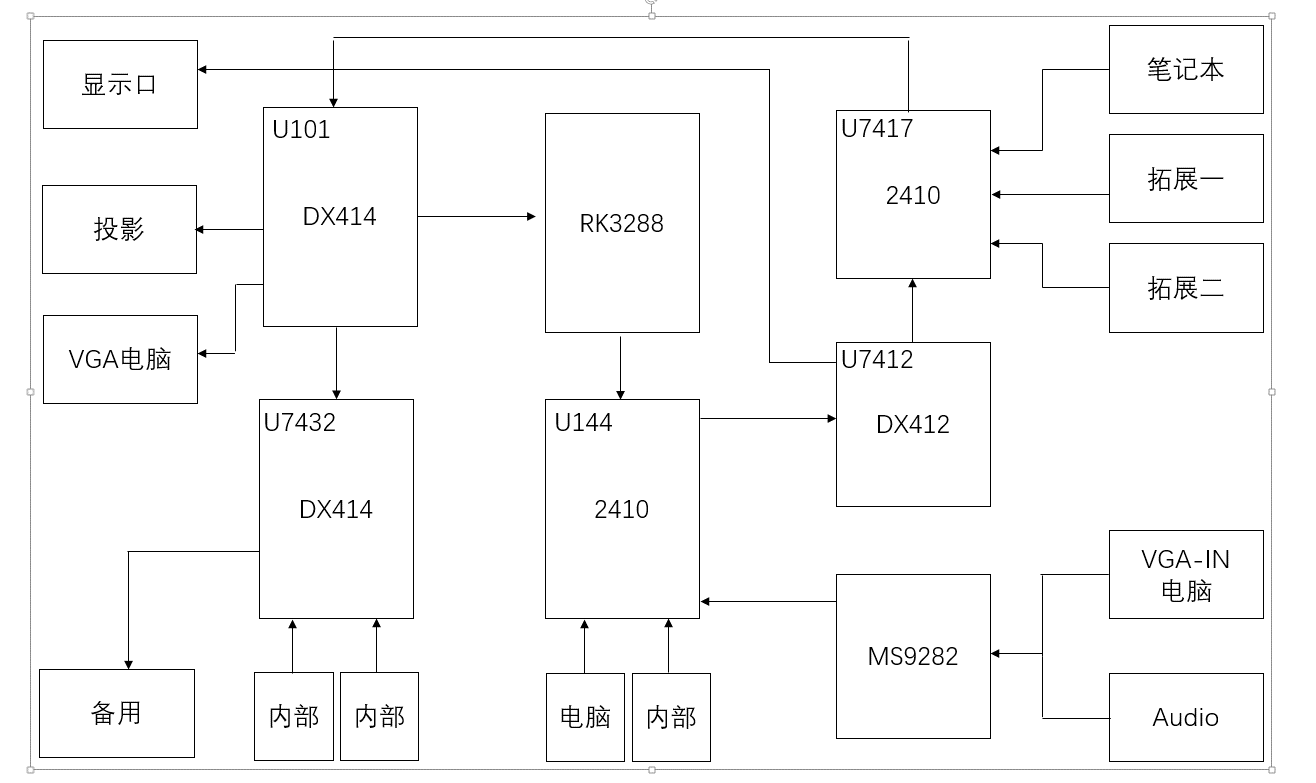 显示口
U101
DX414
RK3288
U7417
2410
笔记本
拓展一
拓展二
投影
VGA电脑
U7432
DX414
U144
2410
U7412
DX412
VGA-IN
电脑
MS9282
Audio
备用
内部
内部
电脑
内部